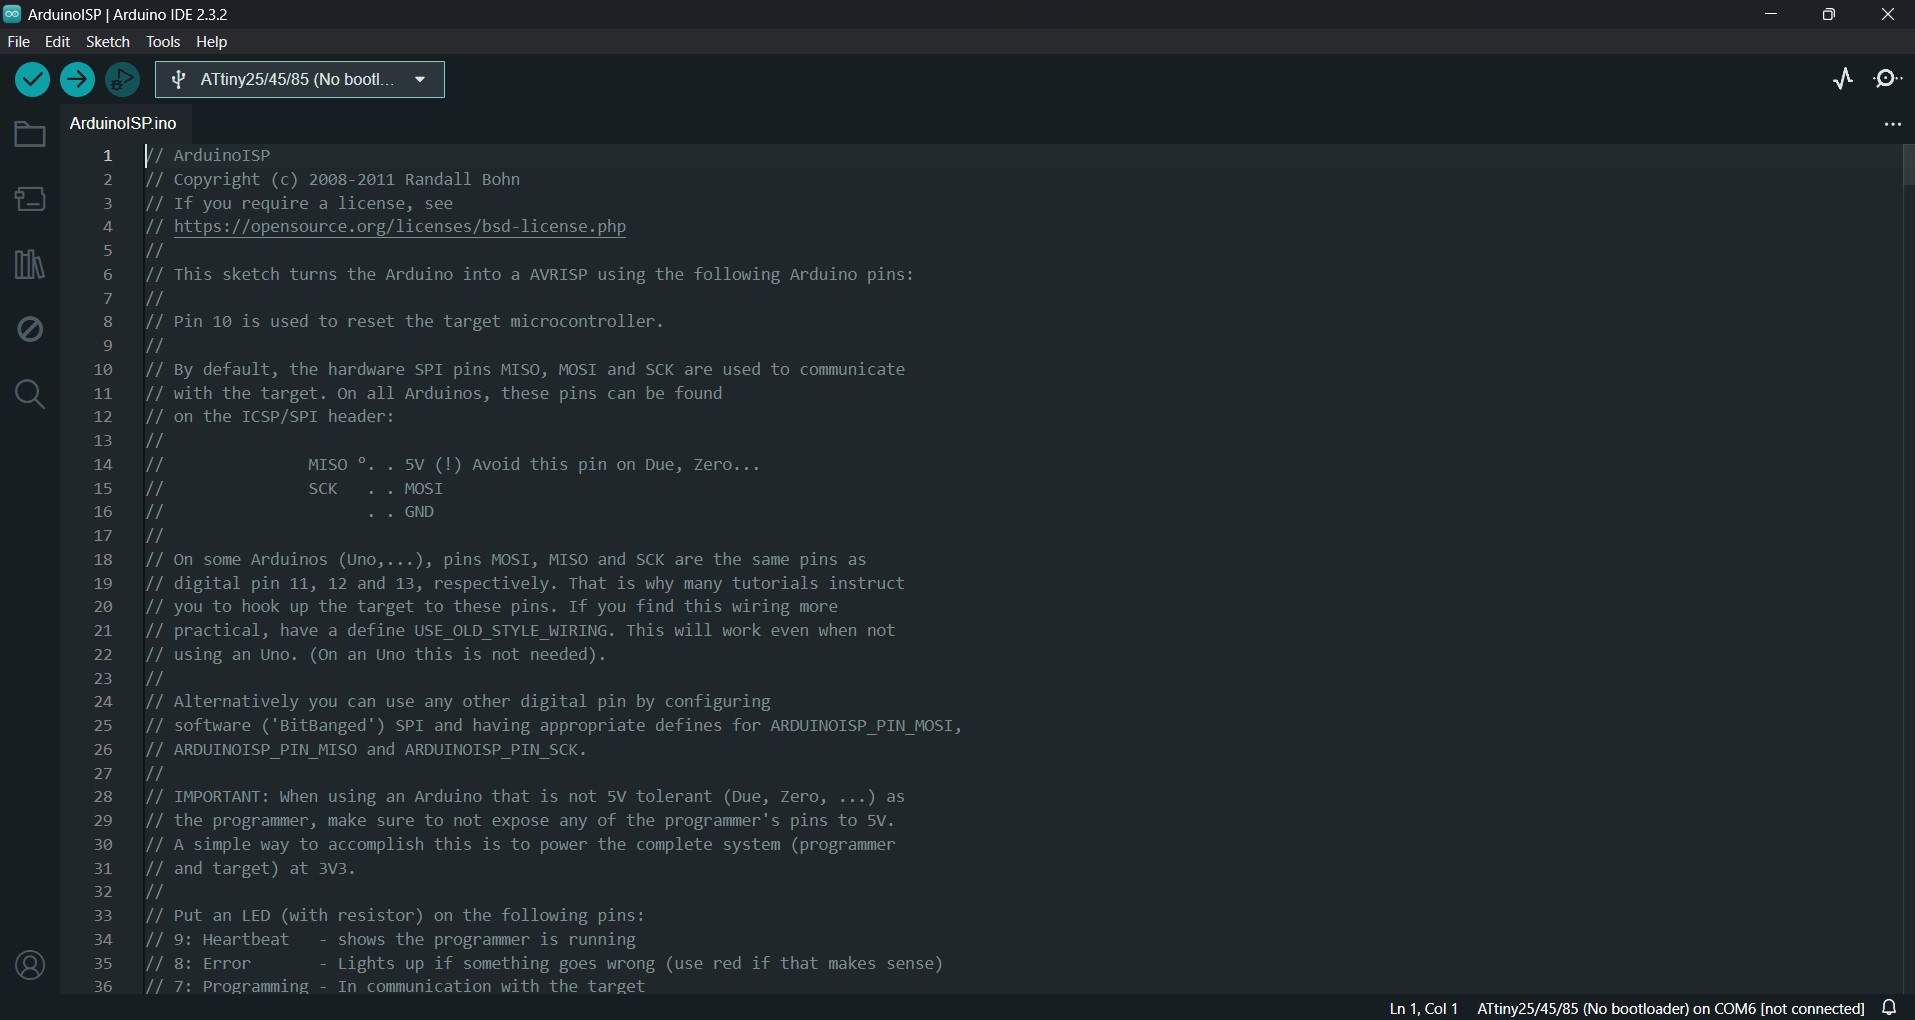 ArduinoISP | Arduino IDE 2.3.2
File Edit Sketch Tools Help
ATtiny25/45/85 (No bootl...
ArduinoISP.ino
1 // ArduinoISP
2 // Copyright (c) 2008-2011 Randall Bohn
3 // If you require a license, see
4 // https://opensource.org/licenses/bsd-license.php
5 //
6 // This sketch turns the Arduino into a AVRISP using the following Arduino pins:
7 //
8 // Pin 10 is used to reset the target microcontroller.
9 //
10 // By default, the hardware SPI pins MISO, MOSI and SCK are used to communicate
11 // with the target. On all Arduinos, these pins can be found
12 // on the ICSP/SPI header:
13 //
14 //               MISO °. . 5V (!) Avoid this pin on Due, Zero...
15 //               SCK   . . MOSI
16 //                     . . GND
17 //
18 // On some Arduinos (Uno,...), pins MOSI, MISO and SCK are the same pins as
19 // digital pin 11, 12 and 13, respectively. That is why many tutorials instruct
20 // you to hook up the target to these pins. If you find this wiring more
21 // practical, have a define USE_OLD_STYLE_WIRING. This will work even when not
22 // using an Uno. (On an Uno this is not needed).
23 //
24 // Alternatively you can use any other digital pin by configuring
25 // software ('BitBanged') SPI and having appropriate defines for ARDUINOISP_PIN_MOSI,
26 // ARDUINOISP_PIN_MISO and ARDUINOISP_PIN_SCK.
27 //
28 // IMPORTANT: When using an Arduino that is not 5V tolerant (Due, Zero, ...) as
29 // the programmer, make sure to not expose any of the programmer's pins to 5V.
30 // A simple way to accomplish this is to power the complete system (programmer
31 // and target) at 3V3.
32 //
33 // Put an LED (with resistor) on the following pins:
34 // 9: Heartbeat   - shows the programmer is running
35 // 8: Error       - Lights up if something goes wrong (use red if that makes sense)
36 // 7: Programming - In communication with the target
Ln 1, Col 1 ATtiny25/45/85 (No bootloader) on COM6 [not connected]